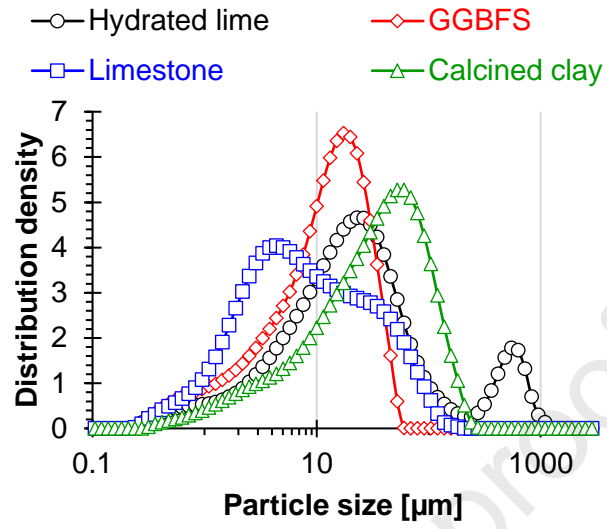 Hydrated lime
GGBFS
Limestone
Calcined clay
7
6
5
4
3
2
1
0
Distribution density
0.1
10
1000
Particle size [µm]